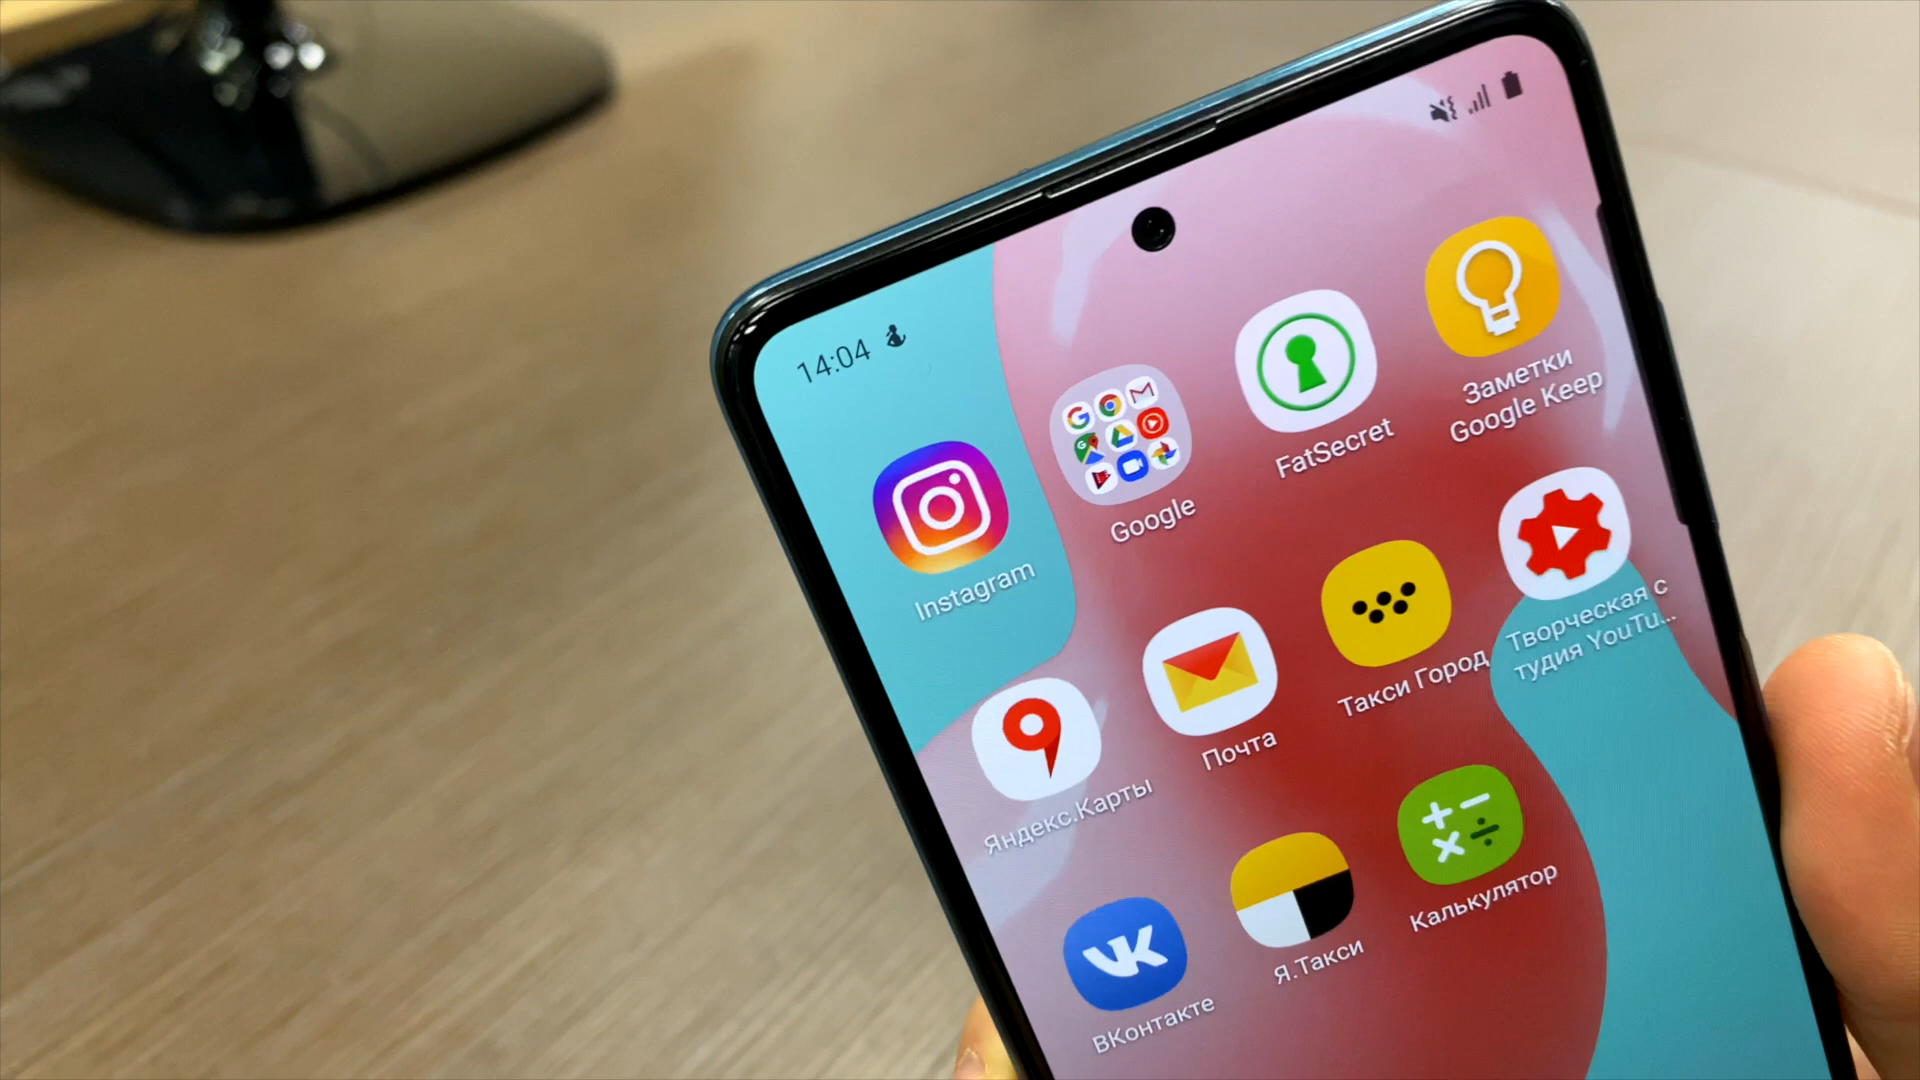 14:04
Instagram
Google
FatSecret
Заметки
Google Keep
Яндекс.Карты
Почта
Такси Город
Творческая с
тудия YouTu...
ВКонтакте
Я.Такси
Калькулятор